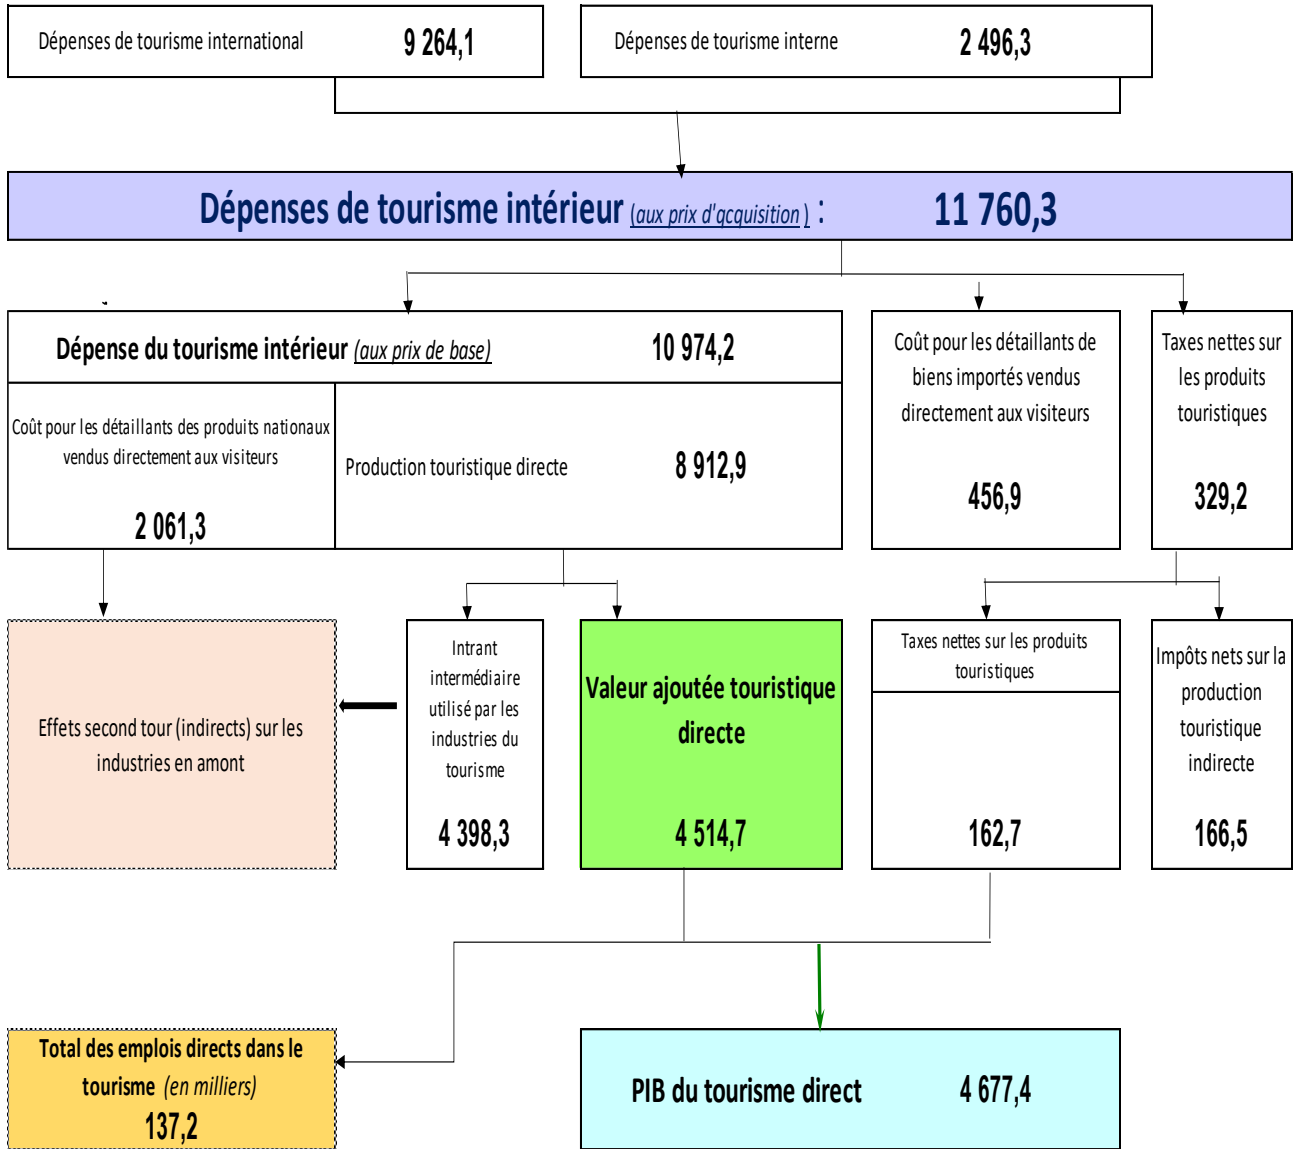 Dépenses de tourisme international 9 264,1
Dépenses de tourisme interne 2 496,3
Dépenses de tourisme intérieur (aux prix d'qcquisition ) : 11 760,3
Dépense du tourisme intérieur (aux prix de base) 10 974,2
Coût pour les détaillants des produits nationaux
vendus directement aux visiteurs
2 061,3
Production touristique directe 8 912,9
Coût pour les détaillants de
biens importés vendus
directement aux visiteurs
456,9
Taxes nettes sur
les produits
touristiques
329,2
Effets second tour (indirects) sur les
industries en amont
Intrant
intermédiaire
utilisé par les
industries du
tourisme
4 398,3
Valeur ajoutée touristique
directe
4 514,7
Taxes nettes sur les produits
touristiques
162,7
Impôts nets sur la
production
touristique
indirecte
166,5
Total des emplois directs dans le
tourisme (en milliers)
137,2
PIB du tourisme direct 4 677,4